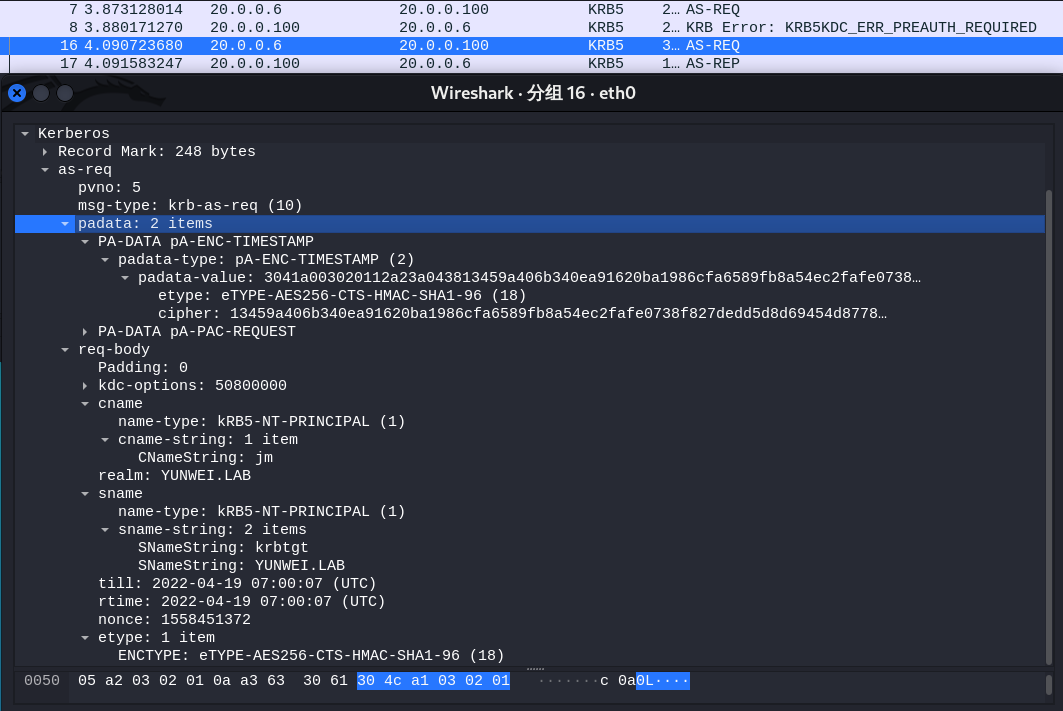 7 3.873128014 20.0.0.6 20.0.0.100 KRB5 2… AS-REQ
8 3.880171270 20.0.0.100 20.0.0.6 KRB5 2… KRB Error: KRB5KDC_ERR_PREAUTH_REQUIRED
16 4.090723680 20.0.0.6 20.0.0.100 KRB5 3… AS-REQ
17 4.091583247 20.0.0.100 20.0.0.6 KRB5 1… AS-REP
Wireshark · 分组 16 · eth0
Kerberos
Record Mark: 248 bytes
as-req
pvno: 5
msg-type: krb-as-req (10)
padata: 2 items
PA-DATA pA-ENC-TIMESTAMP
padata-type: pA-ENC-TIMESTAMP (2)
padata-value: 3041a003020112a23a043813459a406b340ea91620ba1986cfa6589fb8a54ec2fafe0738…
etype: eTYPE-AES256-CTS-HMAC-SHA1-96 (18)
cipher: 13459a406b340ea91620ba1986cfa6589fb8a54ec2fafe0738f827dedd5d8d69454d8778…
PA-DATA pA-PAC-REQUEST
req-body
Padding: 0
kdc-options: 50800000
cname
name-type: kRB5-NT-PRINCIPAL (1)
cname-string: 1 item
CNameString: jm
realm: YUNWEI.LAB
sname
name-type: kRB5-NT-PRINCIPAL (1)
sname-string: 2 items
SNameString: krbtgt
SNameString: YUNWEI.LAB
till: 2022-04-19 07:00:07 (UTC)
rtime: 2022-04-19 07:00:07 (UTC)
nonce: 1558451372
etype: 1 item
ENCTYPE: eTYPE-AES256-CTS-HMAC-SHA1-96 (18)
0050 05 a2 03 02 01 0a a3 63 30 61 30 4c a1 03 02 01 ·······c 0a0L····